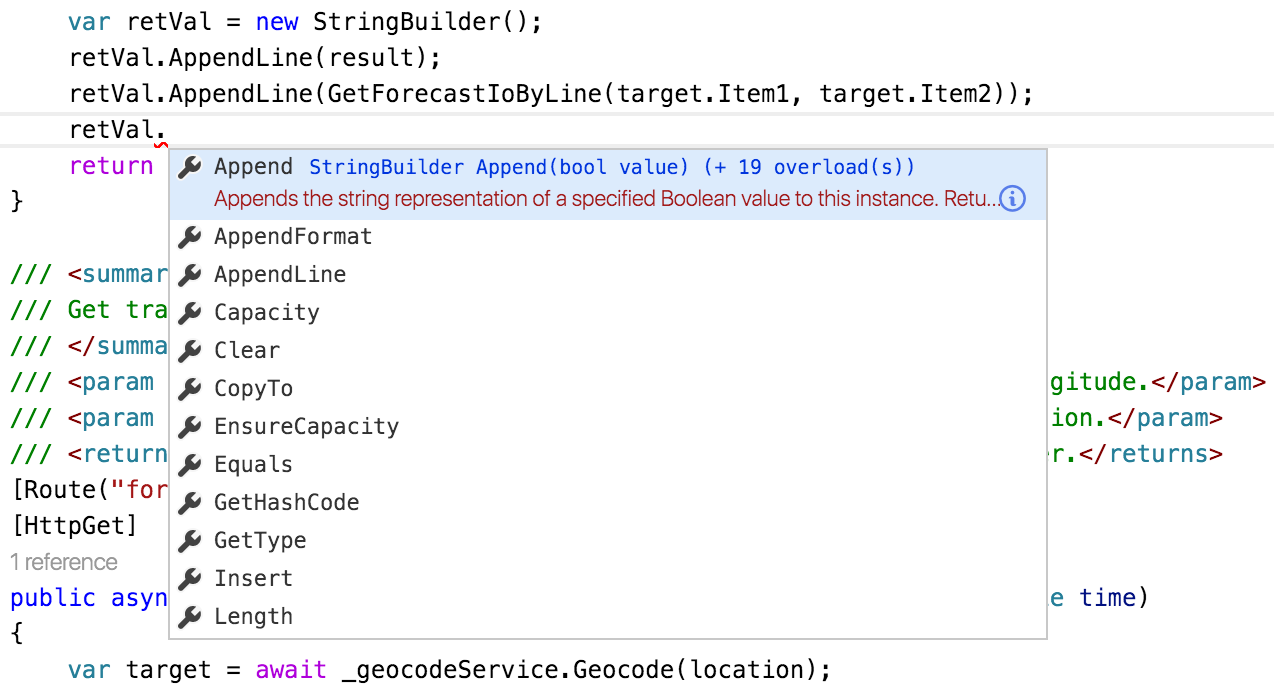 var retVal = new StringBuilder();
retVal.AppendLine(result);
retVal.AppendLine(GetForecastIoByLine(target.Item1, target.Item2));
retVal.
return
Append StringBuilder Append(bool value) (+ 19 overload(s))
Appends the string representation of a specified Boolean value to this instance. Retu...
}
AppendFormat
/// <summar
AppendLine
/// Get tra
Capacity
/// </summa
Clear
/// <param gitude.</param>
CopyTo
/// <param ion.</param>
EnsureCapacity
/// <return r.</returns>
Equals
[Route("for
GetHashCode
[HttpGet]
GetType
1 reference
Insert
public asyn e time)
Length
{
var target = await _geocodeService.Geocode(location);